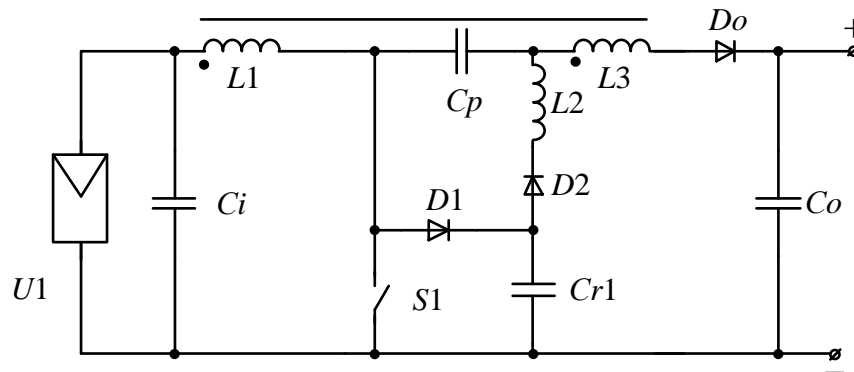 Do
+
L1
Cp
L2
L3
D1
D2
Ci
Co
U1
S1
Cr1
−